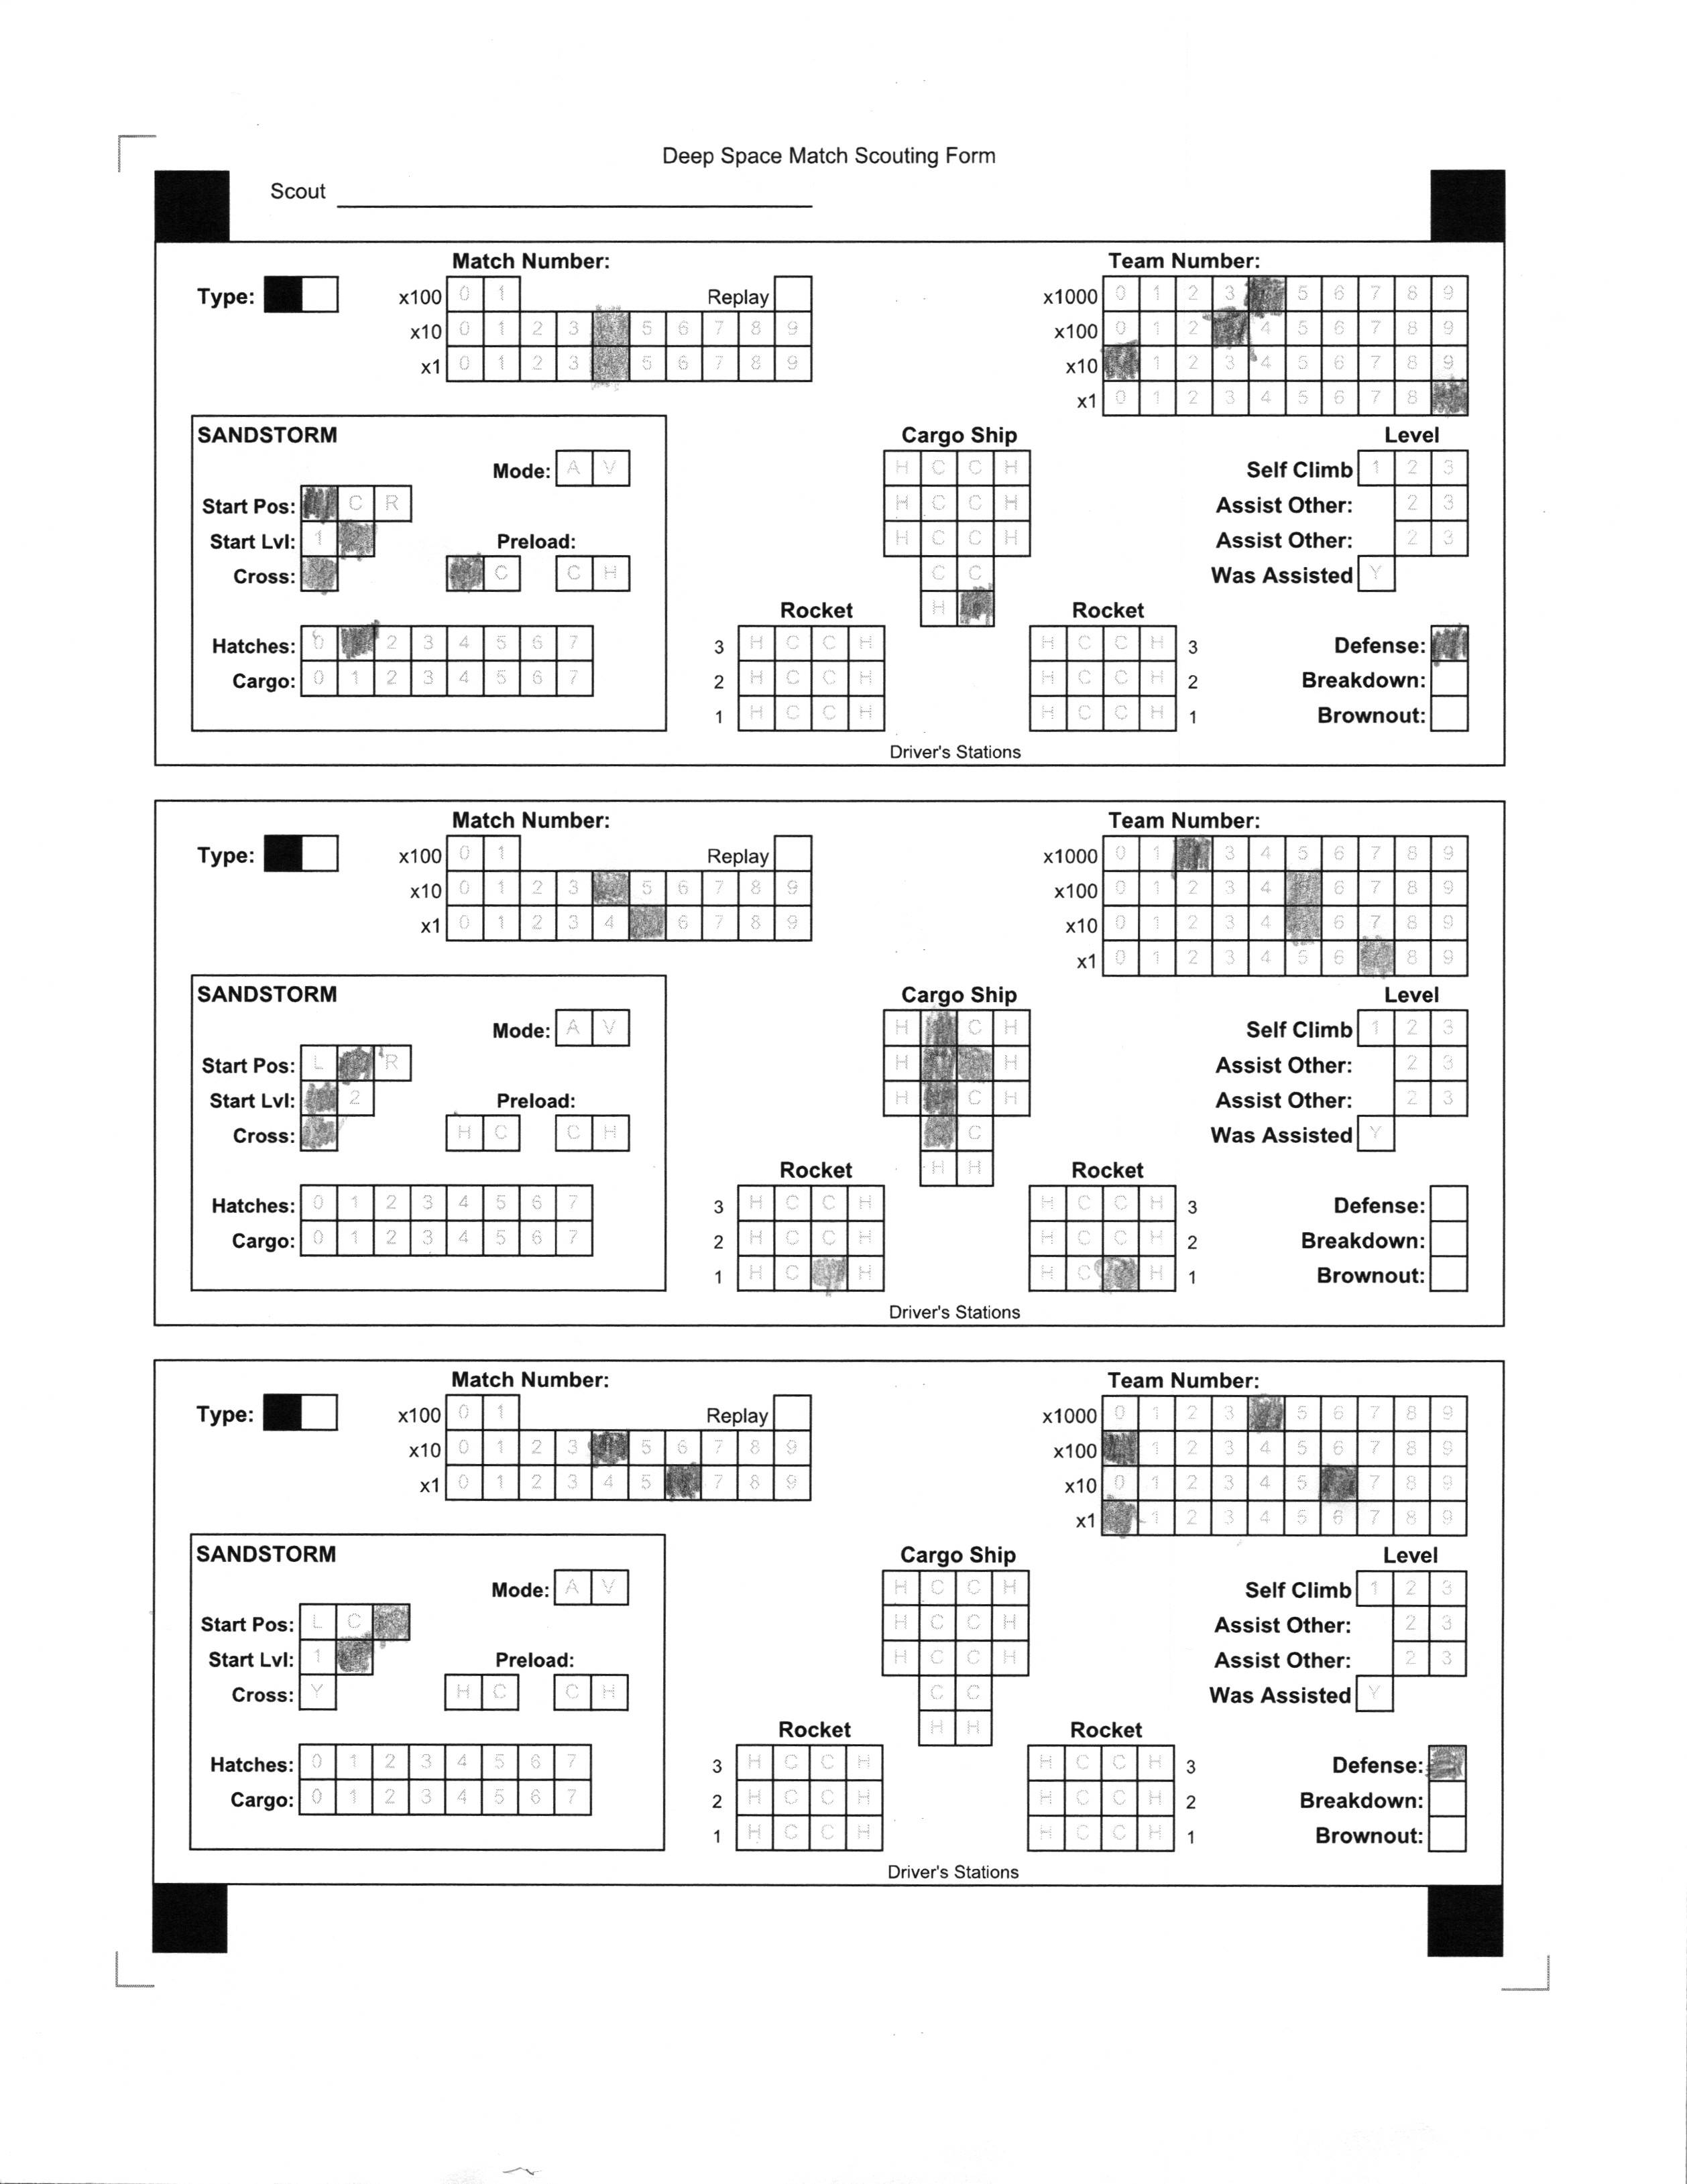 Deep Space Match Scouting Form
Scout
Match Number: Team Number:
Type: x100 0 1 Replay x1000 0 1 2 3 5 6 7 8 9
x10 0 1 2 3 5 6 7 8 9 x100 0 1 2 4 5 6 7 8 9
x1 0 1 2 3 5 6 7 8 9 x10 1 2 3 4 5 6 7 8 9
x1 0 1 2 3 4 5 6 7 8
SANDSTORM Cargo Ship Level
Mode: A V H C C H Self Climb 1 2 3
Start Pos: C R H C C H Assist Other: 2 3
Start Lvl: 1 Preload: H C C H Assist Other: 2 3
Cross: C C H C C Was Assisted Y
Rocket H Rocket
Hatches: 0 2 3 4 5 6 7 3 H C C H H C C H 3 Defense:
Cargo: 0 1 2 3 4 5 6 7 2 H C C H H C C H 2 Breakdown:
1 H C C H H C C H 1 Brownout:
Driver's Stations
Match Number: Team Number:
Type: x100 0 1 Replay x1000 0 1 3 4 5 6 7 8 9
x10 0 1 2 3 5 6 7 8 9 x100 0 1 2 3 4 6 7 8 9
x1 0 1 2 3 4 6 7 8 9 x10 0 1 2 3 4 6 7 8 9
x1 0 1 2 3 4 5 6 8 9
SANDSTORM Cargo Ship Level
Mode: A V H C H Self Climb 1 2 3
Start Pos: L R H H Assist Other: 2 3
Start Lvl: 2 Preload: H C H Assist Other: 2 3
Cross: H C C H C Was Assisted Y
Rocket H H Rocket
Hatches: 0 1 2 3 4 5 6 7 3 H C C H H C C H 3 Defense:
Cargo: 0 1 2 3 4 5 6 7 2 H C C H H C C H 2 Breakdown:
1 H C H H C H 1 Brownout:
Driver's Stations
Match Number: Team Number:
Type: x100 0 1 Replay x1000 0 1 2 3 5 6 7 8 9
x10 0 1 2 3 5 6 7 8 9 x100 1 2 3 4 5 6 7 8 9
x1 0 1 2 3 4 5 7 8 9 x10 0 1 2 3 4 5 7 8 9
x1 1 2 3 4 5 6 7 8 9
SANDSTORM Cargo Ship Level
Mode: A V H C C H Self Climb 1 2 3
Start Pos: L C H C C H Assist Other: 2 3
Start Lvl: 1 Preload: H C C H Assist Other: 2 3
Cross: Y H C C H C C Was Assisted Y
Rocket H H Rocket
Hatches: 0 1 2 3 4 5 6 7 3 H C C H H C C H 3 Defense:
Cargo: 0 1 2 3 4 5 6 7 2 H C C H H C C H 2 Breakdown:
1 H C C H H C C H 1 Brownout:
Driver's Stations